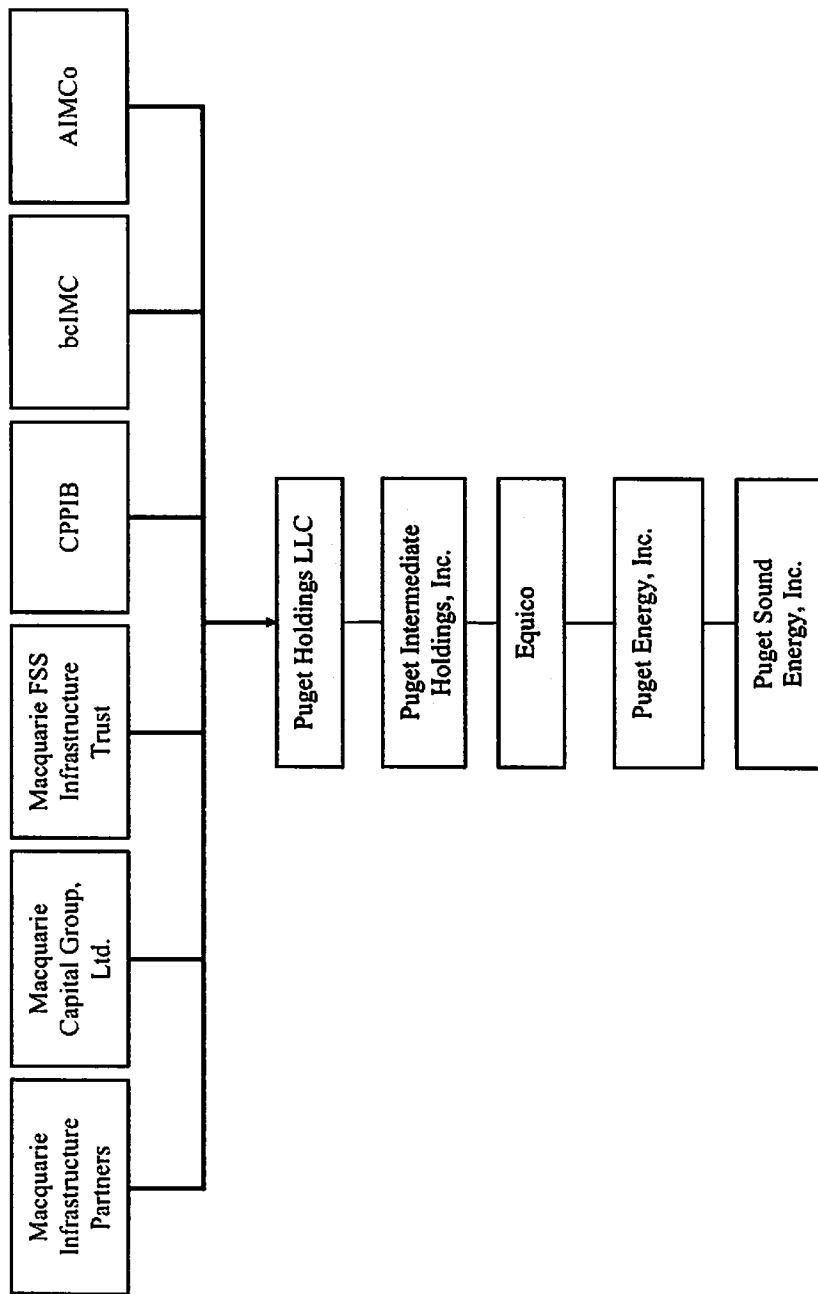 Macquarie
Infrastructure
Partners
Macquarie
Capital Group,
Ltd.
Macquarie FSS
Infrastructure
Trust
CPPIB
bcIMC
AIMCo
Puget Holdings LLC
Puget Intermediate
Holdings, Inc.
Equico
Puget Energy, Inc.
Puget Sound
Energy, Inc.